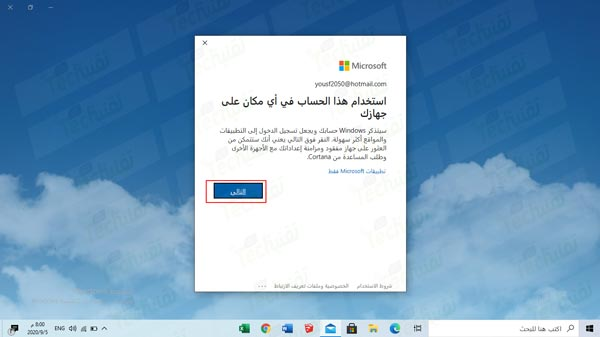 Microsoft
yousf2050@hotmail.com
استخدام هذا الحساب في أي مكان على
جهازك
سيتذكر Windows حسابك ويجعل تسجيل الدخول إلى التطبيقات
والمواقع أكثر سهولة. النقر فوق التالي يعني أنك ستتمكن من
العثور على جهاز مفقود ومزامنة إعداداتك مع الأجهزة الأخرى
وطلب المساعدة من Cortana.
تطبيقات Microsoft فقط
التالي
شروط الاستخدام الخصوصية وملفات تعريف الارتباط ...
اكتب هنا للبحث
ENG
8:00 م
2020/9/5